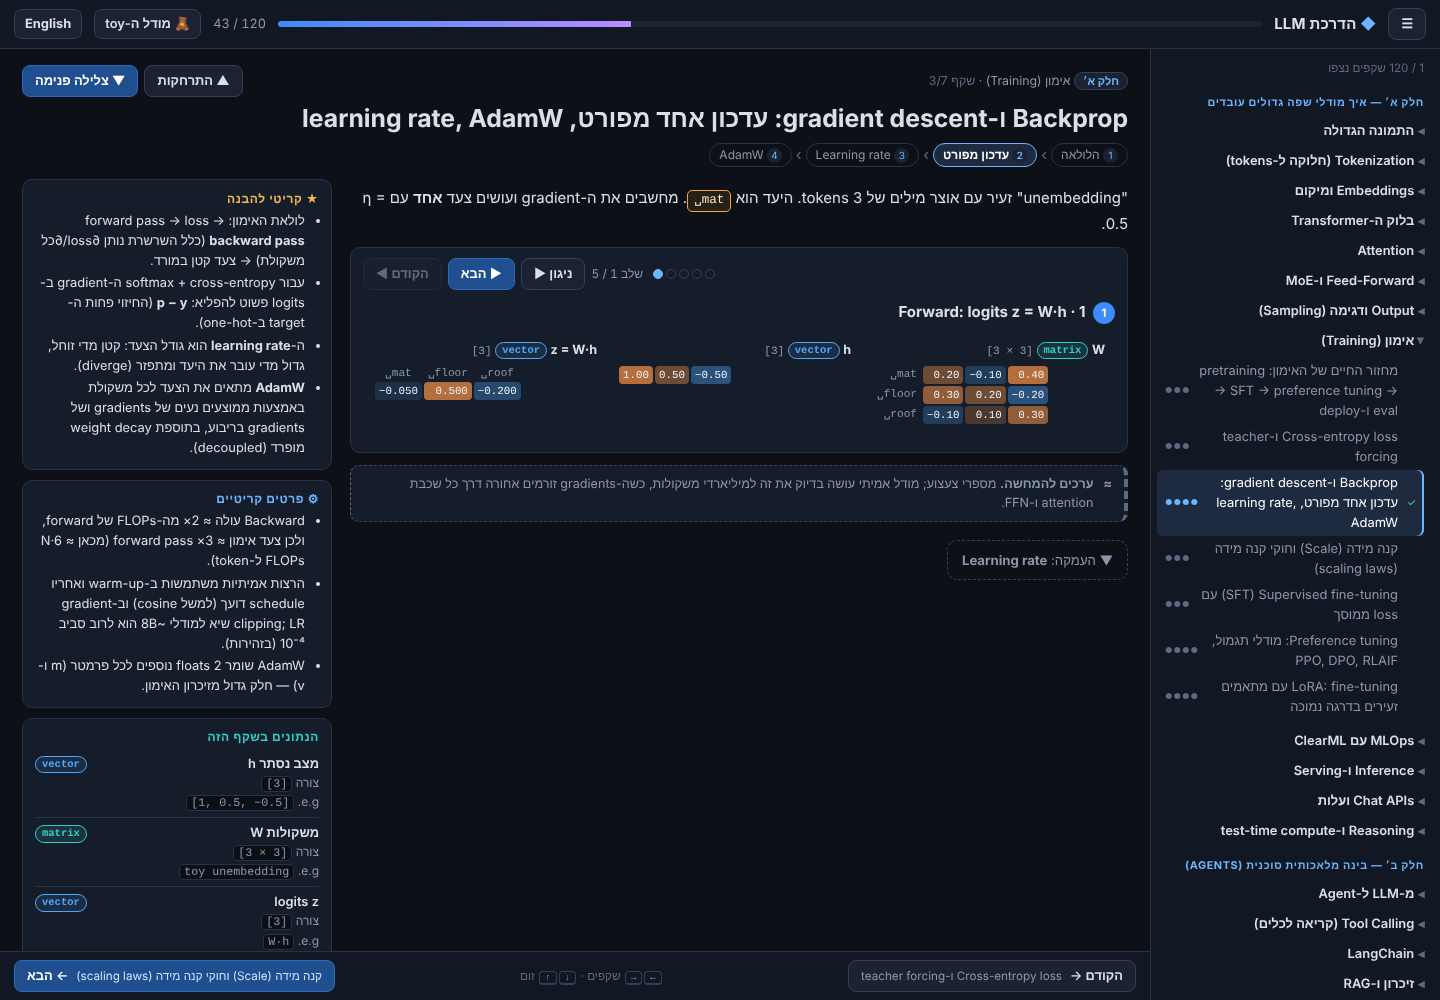 ☰
◆ הדרכת LLM
43 / 120
🧸 מודל ה-toy
English
1 / 120 שקפים נצפו
חלק א׳ — איך מודלי שפה גדולים עובדים
התמונה הגדולה
Tokenization (חלוקה ל-tokens)
Embeddings ומיקום
בלוק ה-Transformer
Attention
Feed-Forward ו-MoE
Output ודגימה (Sampling)
אימון (Training)
מחזור החיים של האימון: pretraining
→ SFT → preference tuning →
eval ו-deploy
Cross-entropy loss ו-teacher
forcing
Backprop ו-gradient descent:
עדכון אחד מפורט, learning rate,
AdamW
✓
קנה מידה (Scale) וחוקי קנה מידה
(scaling laws)
Supervised fine-tuning (SFT) עם
loss ממוסך
Preference tuning: מודלי תגמול,
PPO, DPO, RLAIF
LoRA: fine-tuning עם מתאמים
זעירים בדרגה נמוכה
MLOps עם ClearML
Inference ו-Serving
Chat APIs ועלות
Reasoning ו-test-time compute
חלק ב׳ — בינה מלאכותית סוכנית (AGENTS)
מ-LLM ל-Agent
Tool Calling (קריאה לכלים)
LangChain
זיכרון ו-RAG
חלק א׳ אימון (Training) · שקף 3/7
▲ התרחקות
▼ צלילה פנימה
Backprop ו-gradient descent: עדכון אחד מפורט, learning rate, AdamW
1 הלולאה › 2 עדכון מפורט › 3 Learning rate › 4 AdamW
"unembedding" זעיר עם אוצר מילים של 3 tokens. היעד הוא ␣mat. מחשבים את ה-gradient ועושים צעד אחד עם η =
0.5.
◀ הקודם
הבא ▶
ניגון ▶
שלב 1 / 5
1 Forward: logits z = W·h · 1
W matrix [3 × 3]
␣mat 0.20 −0.10 0.40
␣floor 0.30 0.20 −0.20
␣roof −0.10 0.10 0.30
h vector [3]
1.00 0.50 −0.50
z = W·h vector [3]
␣mat ␣floor ␣roof
−0.050 0.500 −0.200
≈ ערכים להמחשה. מספרי צעצוע; מודל אמיתי עושה בדיוק את זה למיליארדי משקולות, כשה-gradients זורמים אחורה דרך כל שכבת
attention ו-FFN.
▼ העמקה: Learning rate
★ קריטי להבנה
לולאת האימון: forward pass → loss →
backward pass (כלל השרשרת נותן ∂loss/∂כל
משקולת) → צעד קטן במורד.
עבור softmax + cross-entropy ה-gradient ב-
logits פשוט להפליא: p − y (החיזוי פחות ה-
target ב-one-hot).
ה-learning rate הוא גודל הצעד: קטן מדי זוחל,
גדול מדי עובר את היעד ומתפזר (diverge).
AdamW מתאים את הצעד לכל משקולת
באמצעות ממוצעים נעים של gradients ושל
gradients בריבוע, בתוספת weight decay
מופרד (decoupled).
⚙ פרטים קריטיים
Backward עולה ≈ 2× מה-FLOPs של forward,
ולכן צעד אימון ≈ 3× forward pass (מכאן ≈ 6·N
FLOPs ל-token).
הרצות אמיתיות משתמשות ב-warm-up ואחריו
schedule דועך (למשל cosine) וב-gradient
clipping; LR שיא למודלי ~8B הוא לרוב סביב
10⁻⁴ (בזהירות).
AdamW שומר 2 floats נוספים לכל פרמטר (m ו-
v) — חלק גדול מזיכרון האימון.
הנתונים בשקף הזה
מצב נסתר h vector
צורה [3]
e.g. [1, 0.5, −0.5]
משקולות W matrix
צורה [3 × 3]
e.g. toy unembedding
logits z vector
צורה [3]
e.g. W·h
הקודם → Cross-entropy loss ו-teacher forcing
← → שקפים · ↓ ↑ זום
קנה מידה (Scale) וחוקי קנה מידה (scaling laws) ← הבא